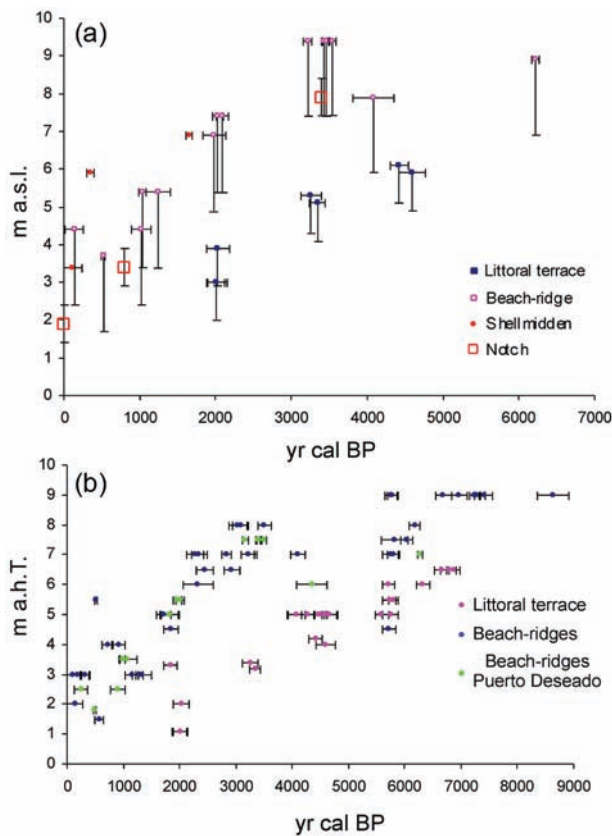 (a)
10
9
8
7
6
5
4
3
2
1
0
m a.s.l.
Littoral terrace
Beach-ridge
Shellmidden
Notch
0 1000 2000 3000 4000 5000 6000 7000
yr cal BP
(b)
10
9
8
7
6
5
4
3
2
1
0
m a.h.T.
Littoral terrace
Beach-ridges
Beach-ridges
Puerto Deseado
0 1000 2000 3000 4000 5000 6000 7000 8000 9000
yr cal BP